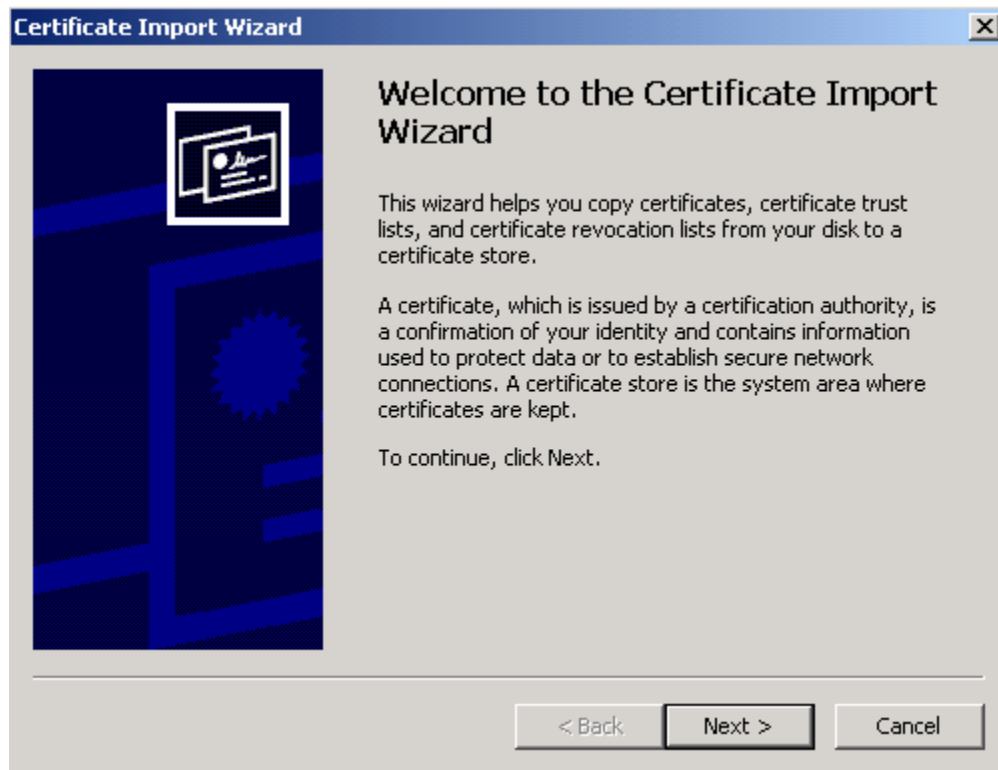 Certificate Import Wizard
Welcome to the Certificate Import
Wizard
This wizard helps you copy certificates, certificate trust
lists, and certificate revocation lists from your disk to a
certificate store.
A certificate, which is issued by a certification authority, is
a confirmation of your identity and contains information
used to protect data or to establish secure network
connections. A certificate store is the system area where
certificates are kept.
To continue, click Next.
< Back Next > Cancel